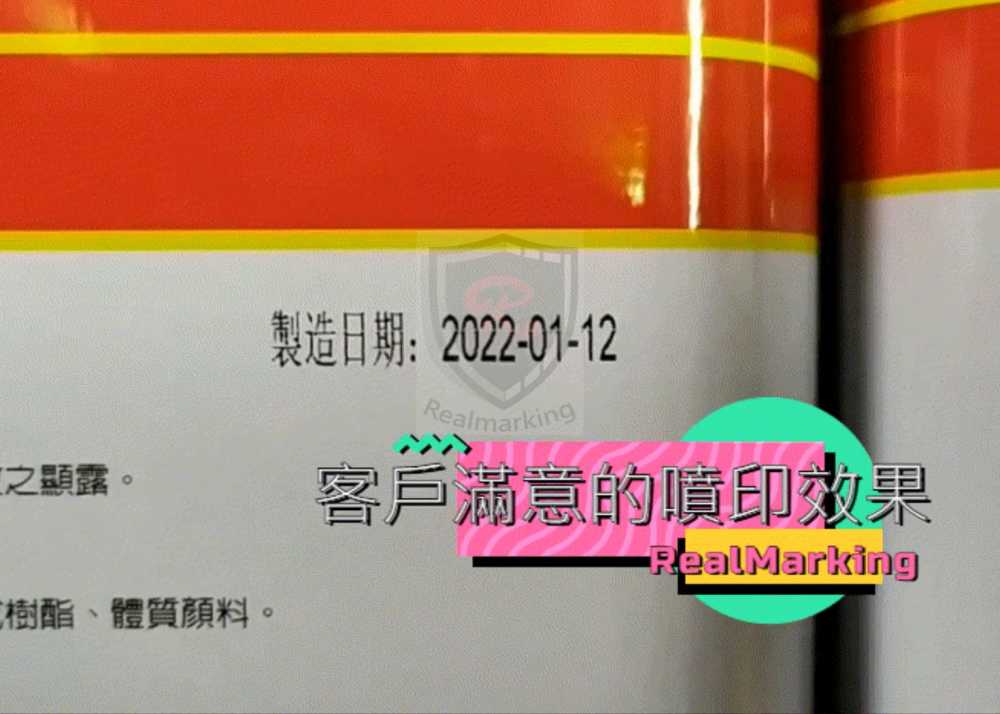 製造日期: 2022-01-12
Realmarking
之顯露。
客戶滿意的噴印效果
RealMarking
樹酯、體質顏料。